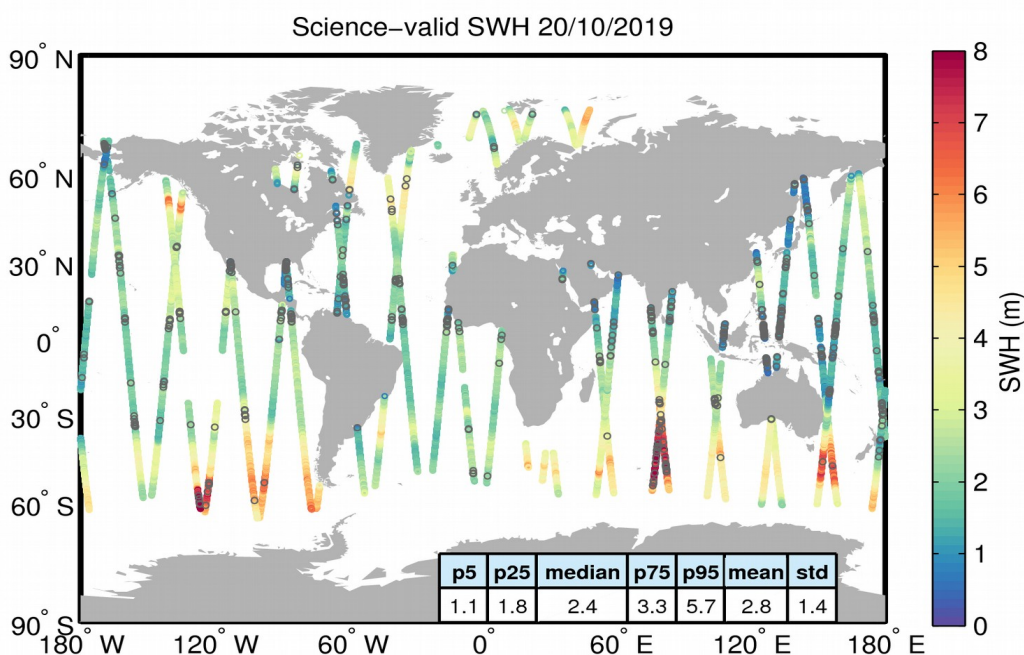 Science−valid SWH 20/10/2019
90° N
60° N
30° N
0°
30° S
60° S
90° S
180° W
120° W
60° W
0°
60° E
120° E
180° E
p5 p25 median p75 p95 mean std
1.1 1.8 2.4 3.3 5.7 2.8 1.4
8
7
6
5
4
3
2
1
0
SWH (m)